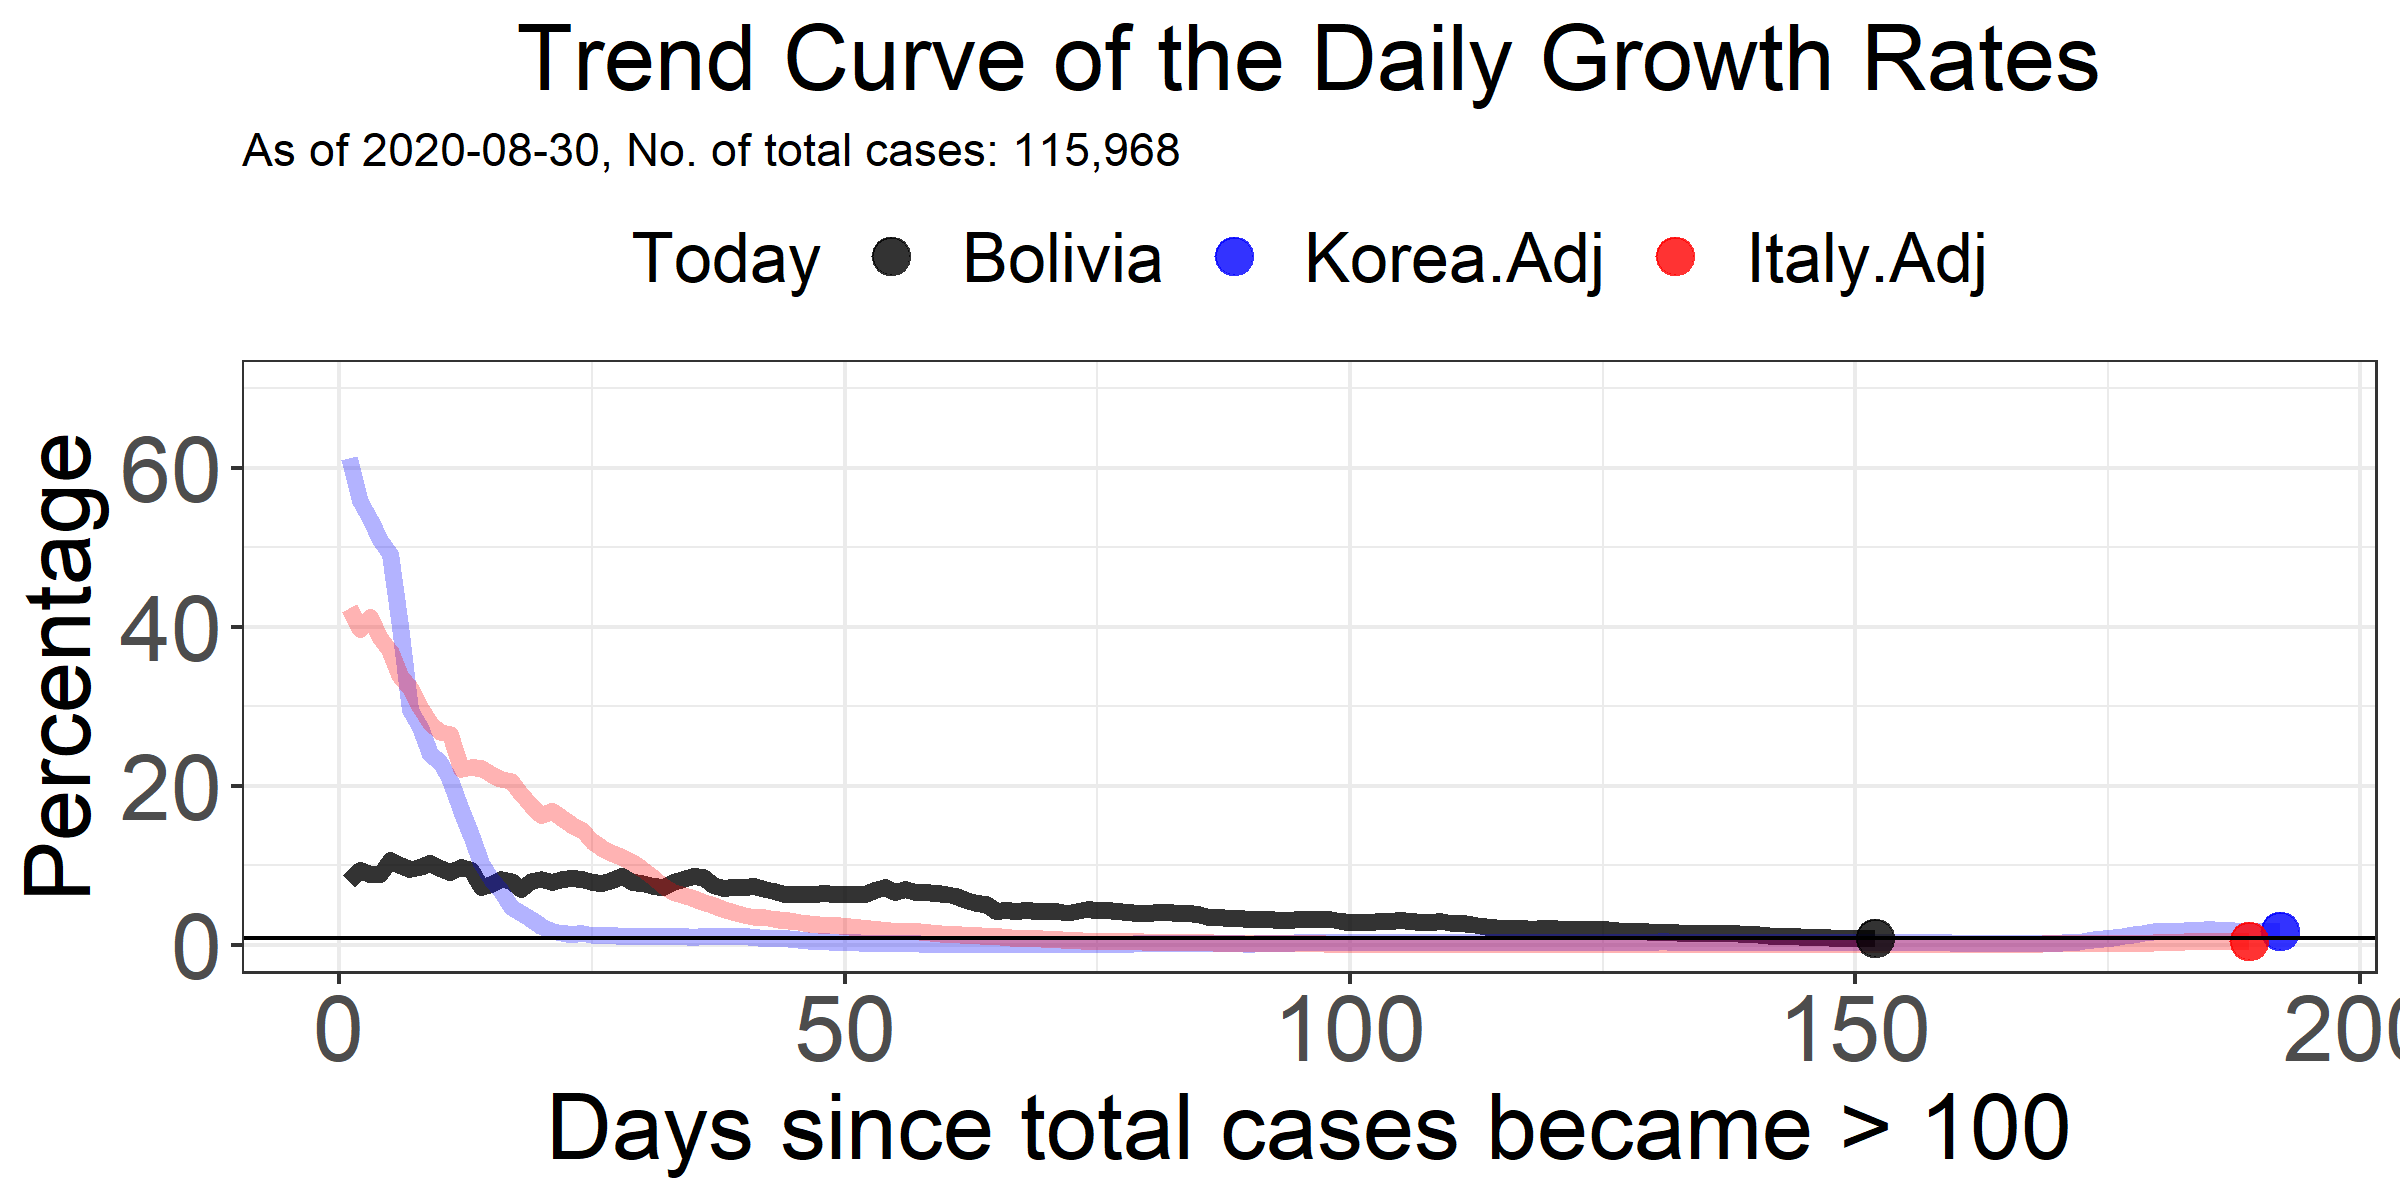 Trend Curve of the Daily Growth Rates
As of 2020-08-30, No. of total cases: 115,968
Today Bolivia Korea.Adj Italy.Adj
Percentage
60
40
20
0
0 50 100 150 200
Days since total cases became > 100